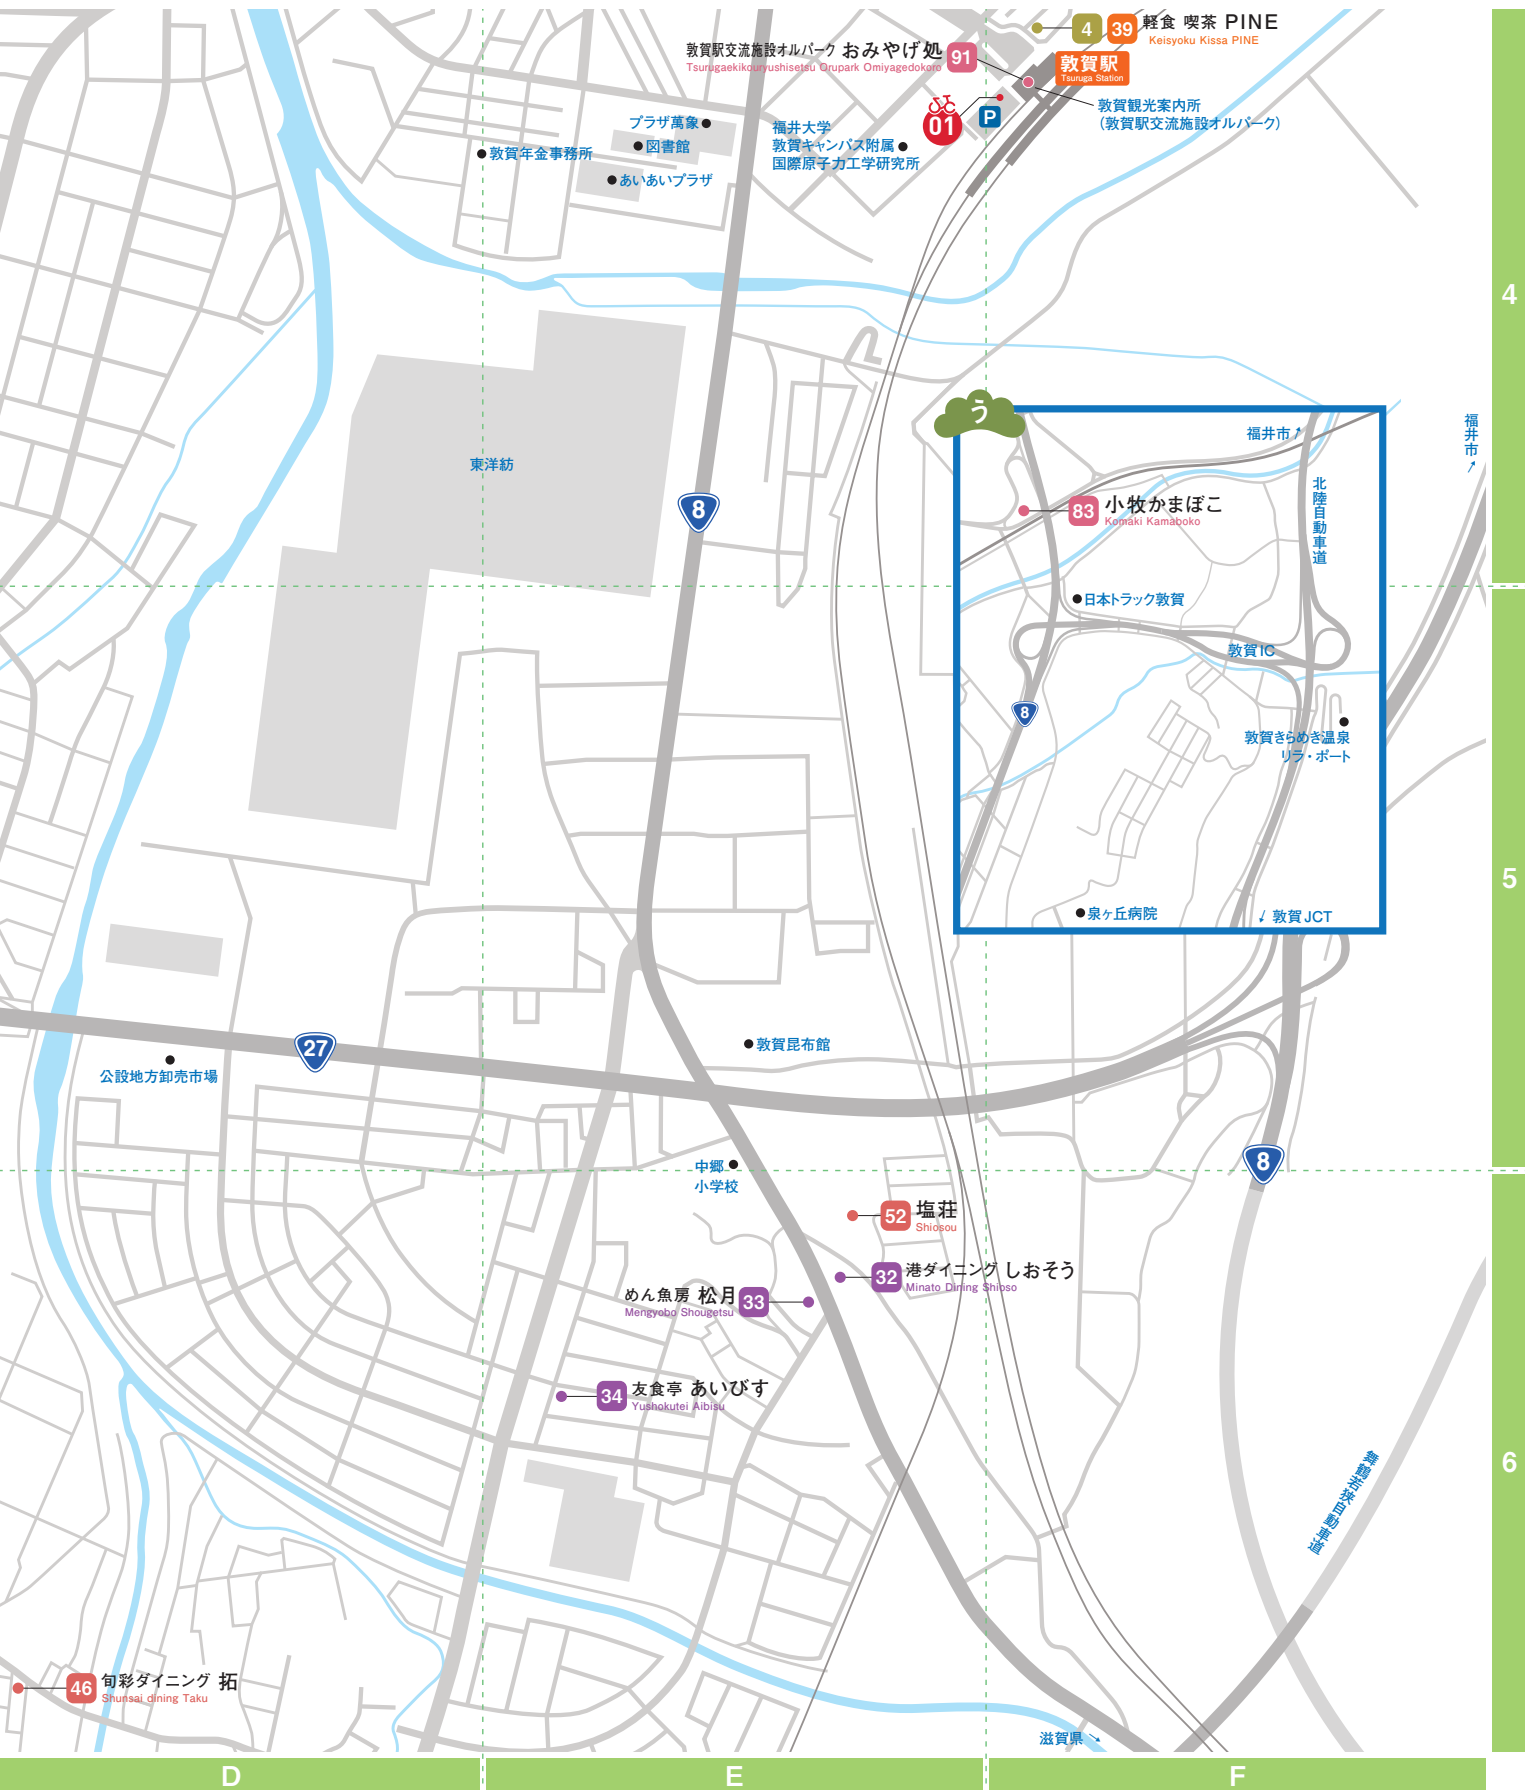 4 39 軽食 喫茶 PINE
Keisyoku Kissa PINE
敦賀駅交流施設オルパーク おみやげ処 91
Tsurugaekikouryushisetsu Orupark Omiyagedokoro
敦賀駅
Tsuruga Station
敦賀観光案内所
(敦賀駅交流施設オルパーク)
01
P
プラザ萬象
図書館
敦賀年金事務所
あいあいプラザ
福井大学
敦賀キャンパス附属
国際原子力工学研究所
4
東洋紡
8
う
福井市
福井市
北陸自動車道
83 小牧かまぼこ
Komaki Kamaboko
日本トラック敦賀
敦賀IC
8
敦賀きらめき温泉
リラ・ポート
泉ヶ丘病院
敦賀JCT
5
27
公設地方卸売市場
敦賀昆布館
中郷
小学校
8
52 塩荘
Shiosou
32 港ダイニング しおそう
Minato Dining Shioso
めん魚房 松月 33
Mengyobo Shougetsu
34 友食亭 あいびす
Yushokutei Aibisu
6
舞鶴若狭自動車道
46 旬彩ダイニング 拓
Shunsai dining Taku
滋賀県
D
E
F